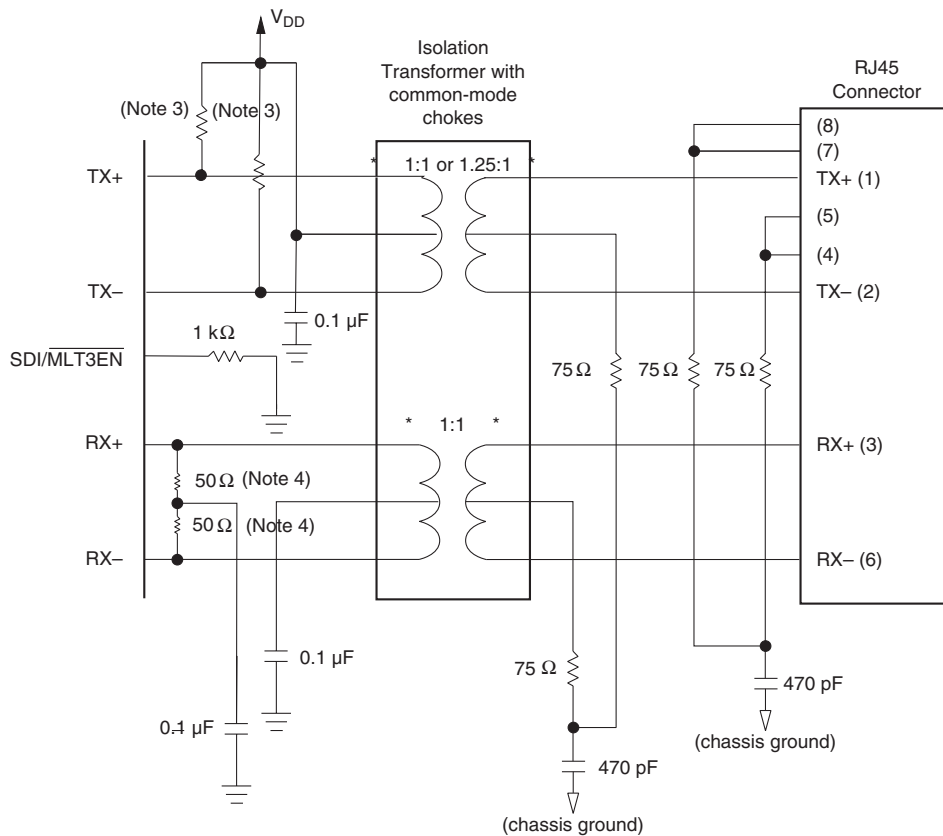 VDD
Isolation
Transformer with
common-mode
chokes
RJ45
Connector
(Note 3)
(Note 3)
(8)
(7)
* 1:1 or 1.25:1 *
TX+
TX+ (1)
(5)
(4)
TX–
TX– (2)
0.1 µF
1 kΩ
SDI/MLT3EN
75 Ω
75 Ω
75 Ω
* 1:1 *
RX+
RX+ (3)
50 Ω (Note 4)
50 Ω (Note 4)
RX–
RX– (6)
0.1 µF
75 Ω
470 pF
0.1 µF
(chassis ground)
470 pF
(chassis ground)